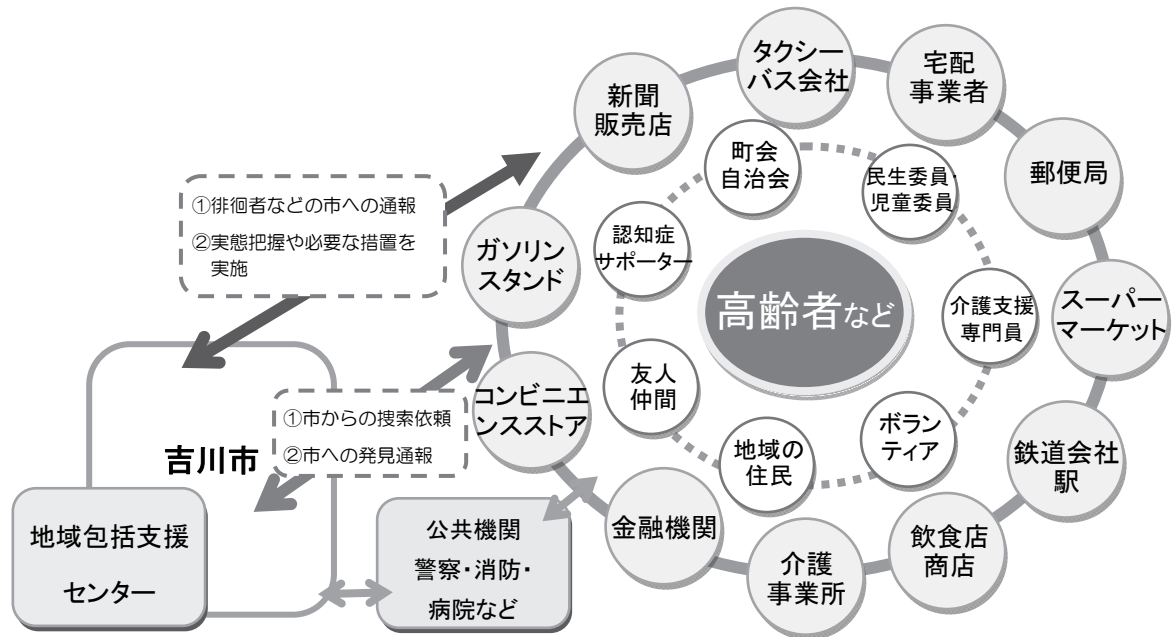 タクシー
バス会社
宅配
事業者
新聞
販売店
郵便局
町会
自治会
民生委員・
児童委員
①徘徊者などの市への通報
②実態把握や必要な措置を
実施
ガソリン
スタンド
認知症
サポーター
高齢者など
介護支援
専門員
スーパー
マーケット
コンビニエ
ンスストア
友人
仲間
ボラン
ティア
地域の
住民
鉄道会社
駅
①市からの捜索依頼
②市への発見通報
吉川市
地域包括支援
センター
公共機関
警察・消防・
病院など
金融機関
介護
事業所
飲食店
商店